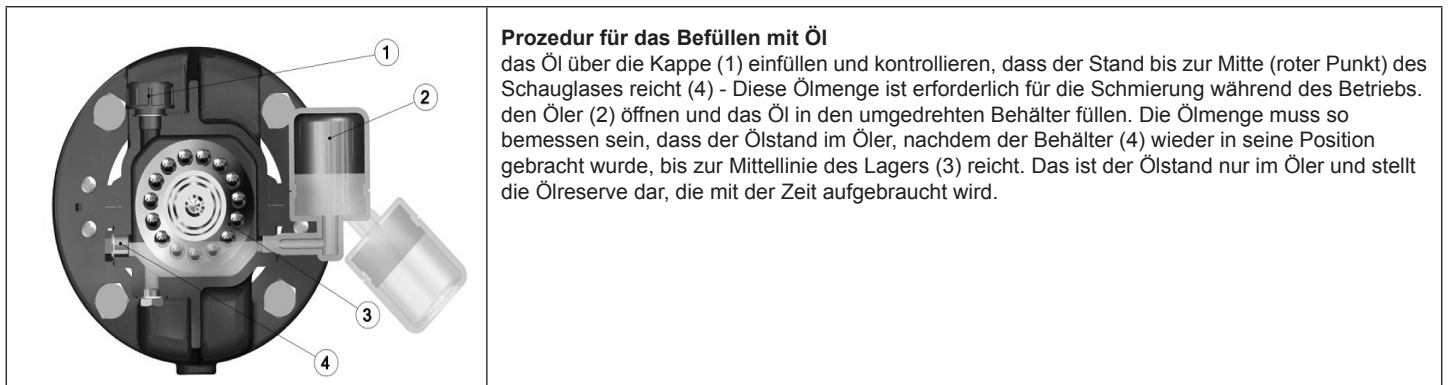 1
2
3
4
Prozedur für das Befüllen mit Öl
das Öl über die Kappe (1) einfüllen und kontrollieren, dass der Stand bis zur Mitte (roter Punkt) des
Schauglases reicht (4) - Diese Ölmenge ist erforderlich für die Schmierung während des Betriebs.
den Öler (2) öffnen und das Öl in den umgedrehten Behälter füllen. Die Ölmenge muss so
bemessen sein, dass der Ölstand im Öler, nachdem der Behälter (4) wieder in seine Position
gebracht wurde, bis zur Mittellinie des Lagers (3) reicht. Das ist der Ölstand nur im Öler und stellt
die Ölreserve dar, die mit der Zeit aufgebraucht wird.